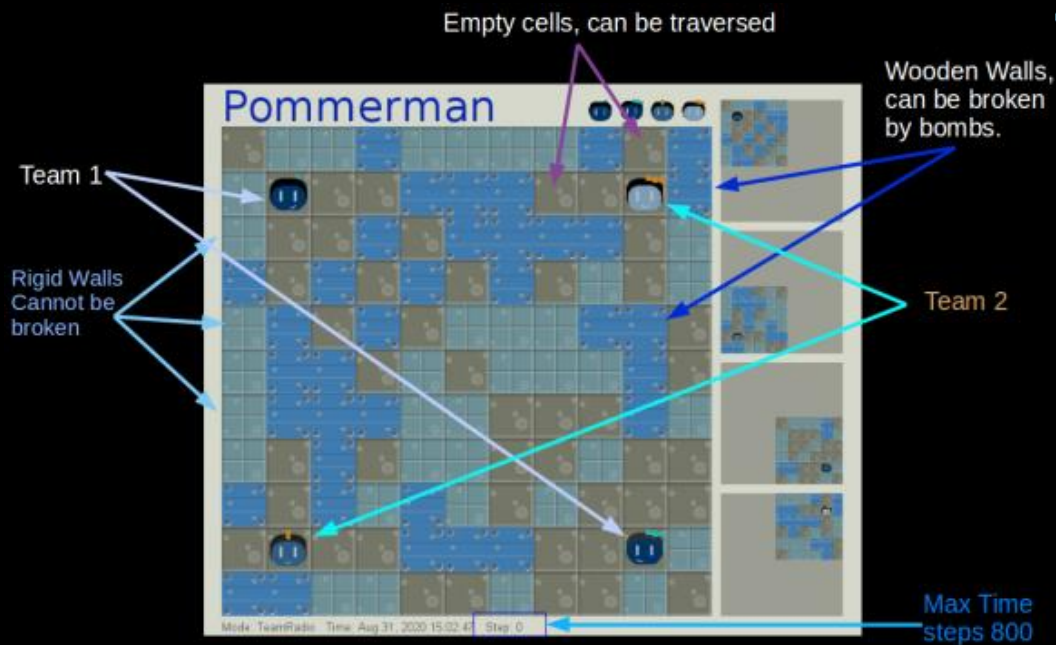 Empty cells, can be traversed
Wooden Walls,
can be broken
by bombs.
Pommerman
Team 1
Rigid Walls
Cannot be
broken
Team 2
Mode: TeamRadio Time: Aug 31, 2020 15:02:47 Step: 0
Max Time
steps 800